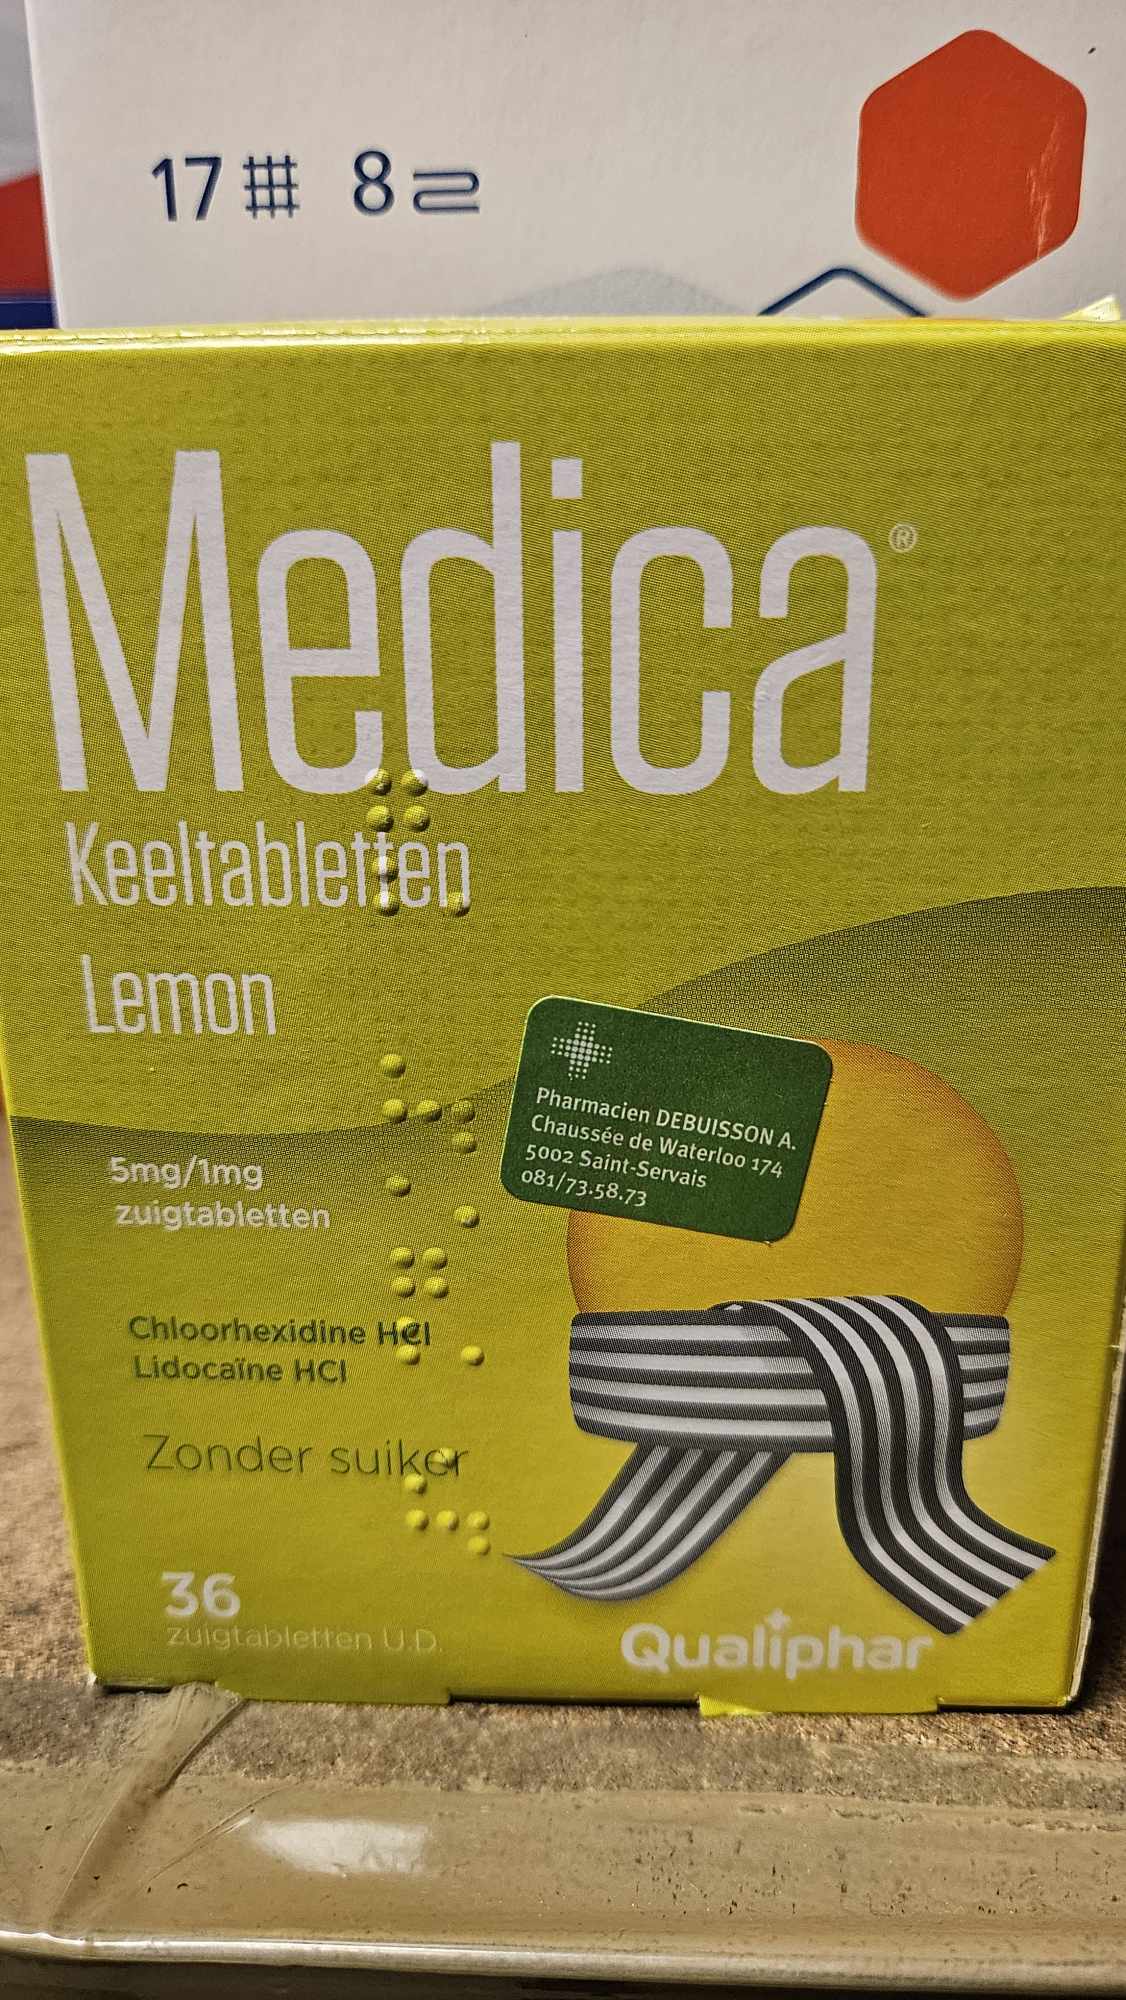 17 8
Medica®
Keeltabletten
Lemon
Pharmacien DEBUISSON A.
Chaussée de Waterloo 174
5002 Saint-Servais
081/73.58.73
5mg/1mg
zuigtabletten
Chloorhexidine HCl
Lidocaïne HCl
Zonder suiker
36
zuigtabletten U.D.
Qualiphar